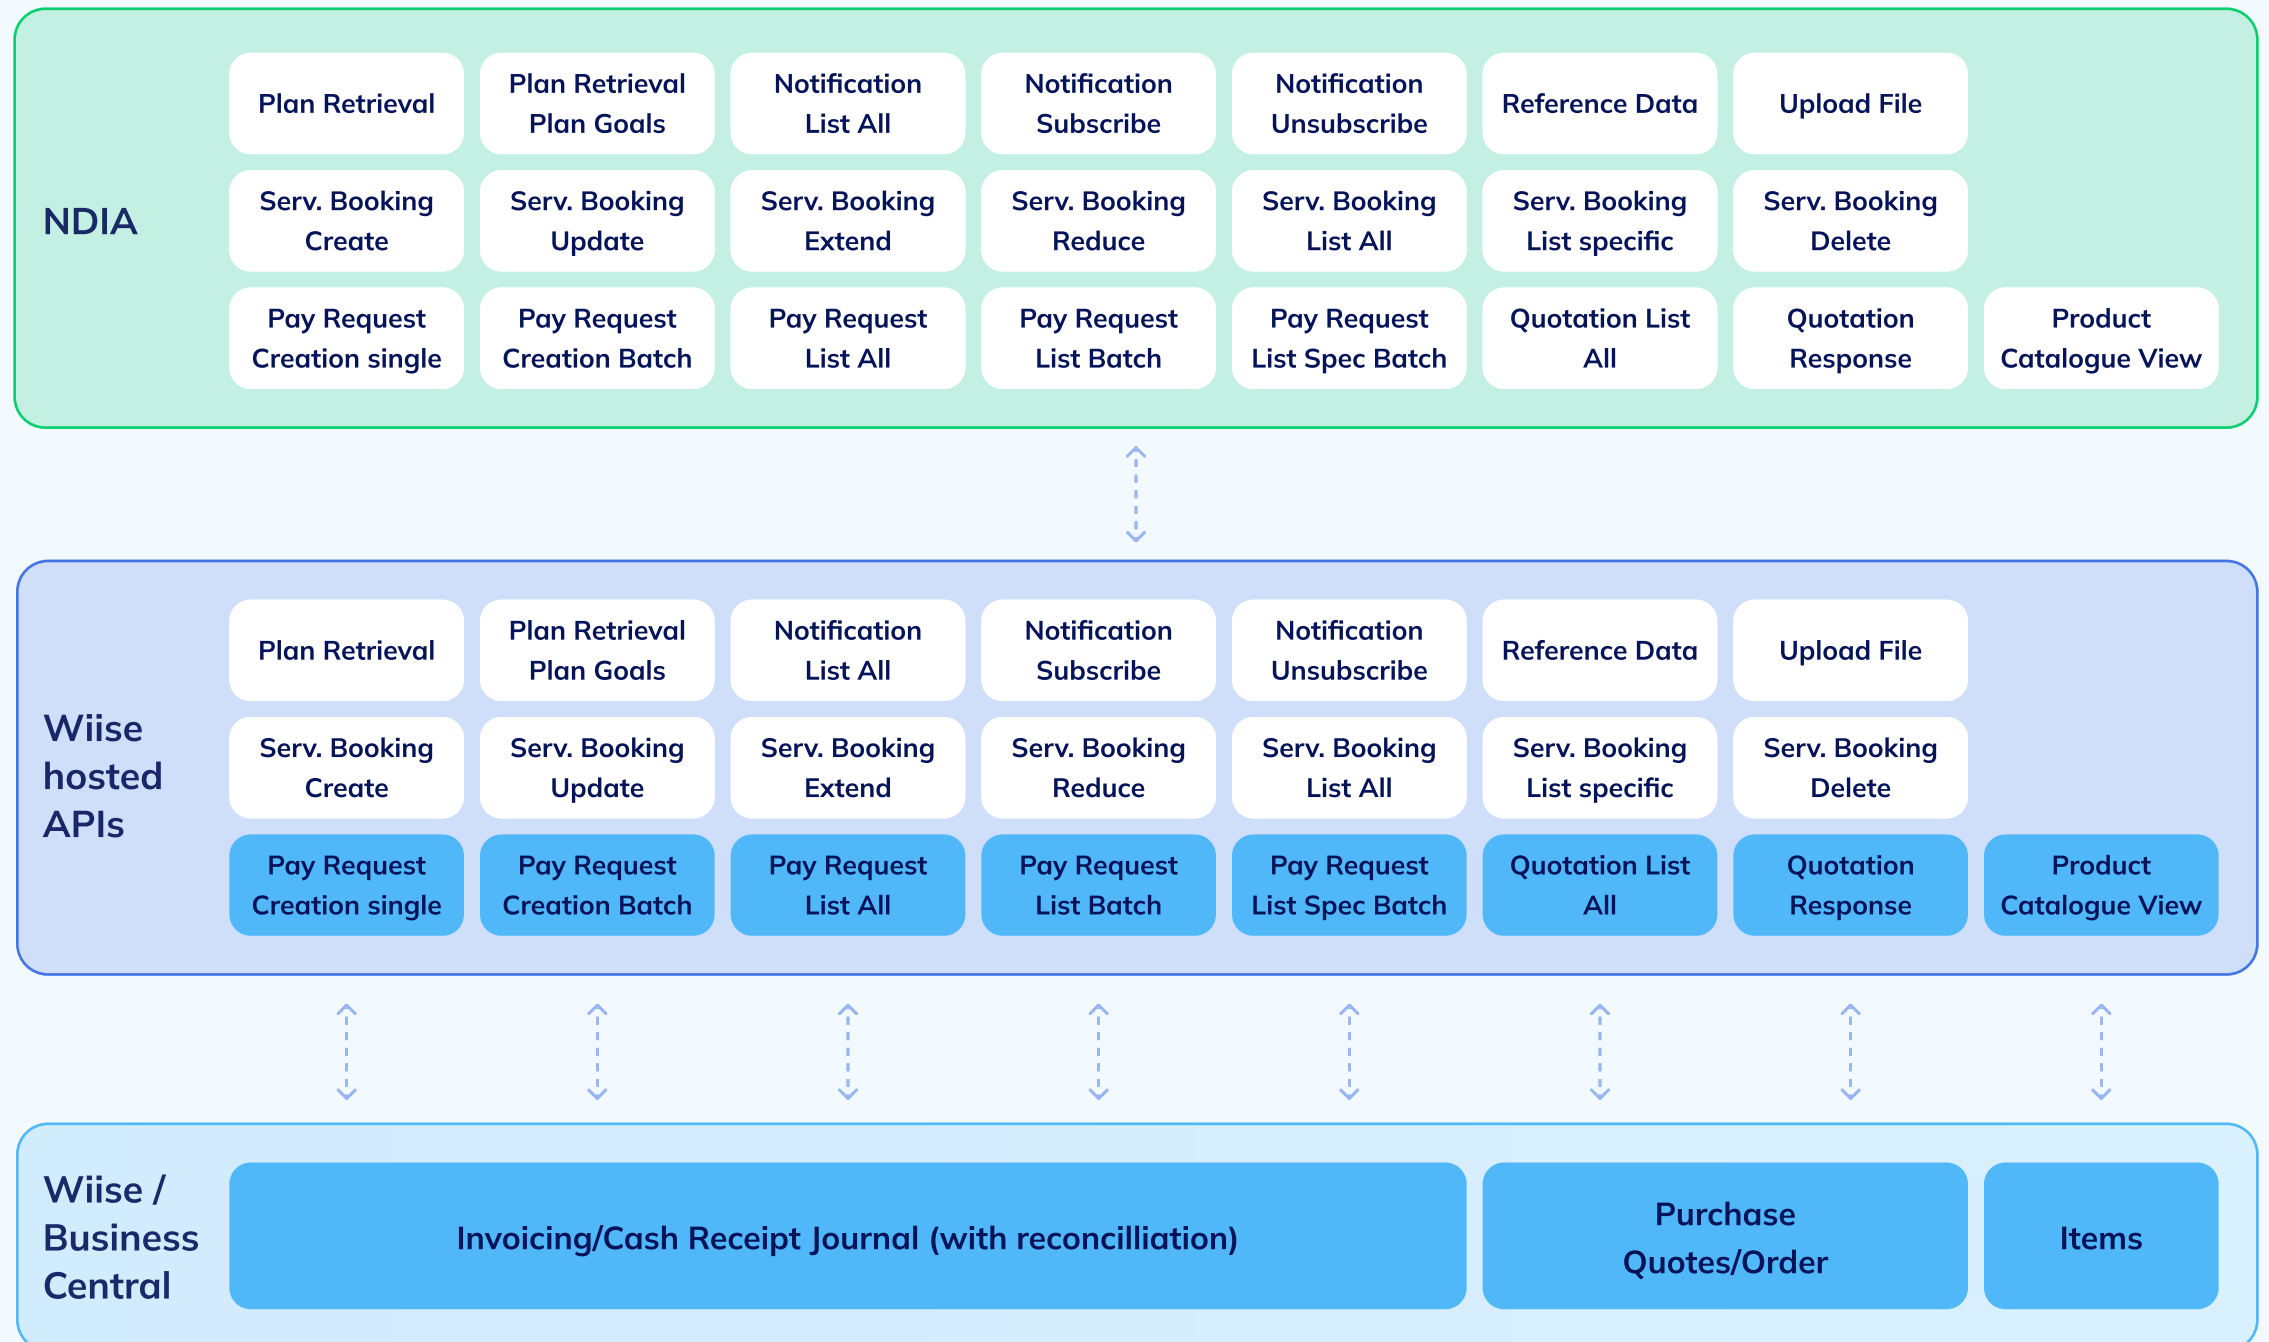 NDIA
Plan Retrieval
Plan Retrieval
Plan Goals
Notification
List All
Notification
Subscribe
Notification
Unsubscribe
Reference Data
Upload File
Serv. Booking
Create
Serv. Booking
Update
Serv. Booking
Extend
Serv. Booking
Reduce
Serv. Booking
List All
Serv. Booking
List specific
Serv. Booking
Delete
Pay Request
Creation single
Pay Request
Creation Batch
Pay Request
List All
Pay Request
List Batch
Pay Request
List Spec Batch
Quotation List
All
Quotation
Response
Product
Catalogue View
Wiise
hosted
APIs
Plan Retrieval
Plan Retrieval
Plan Goals
Notification
List All
Notification
Subscribe
Notification
Unsubscribe
Reference Data
Upload File
Serv. Booking
Create
Serv. Booking
Update
Serv. Booking
Extend
Serv. Booking
Reduce
Serv. Booking
List All
Serv. Booking
List specific
Serv. Booking
Delete
Pay Request
Creation single
Pay Request
Creation Batch
Pay Request
List All
Pay Request
List Batch
Pay Request
List Spec Batch
Quotation List
All
Quotation
Response
Product
Catalogue View
Wiise /
Business
Central
Invoicing/Cash Receipt Journal (with reconcilliation)
Purchase
Quotes/Order
Items